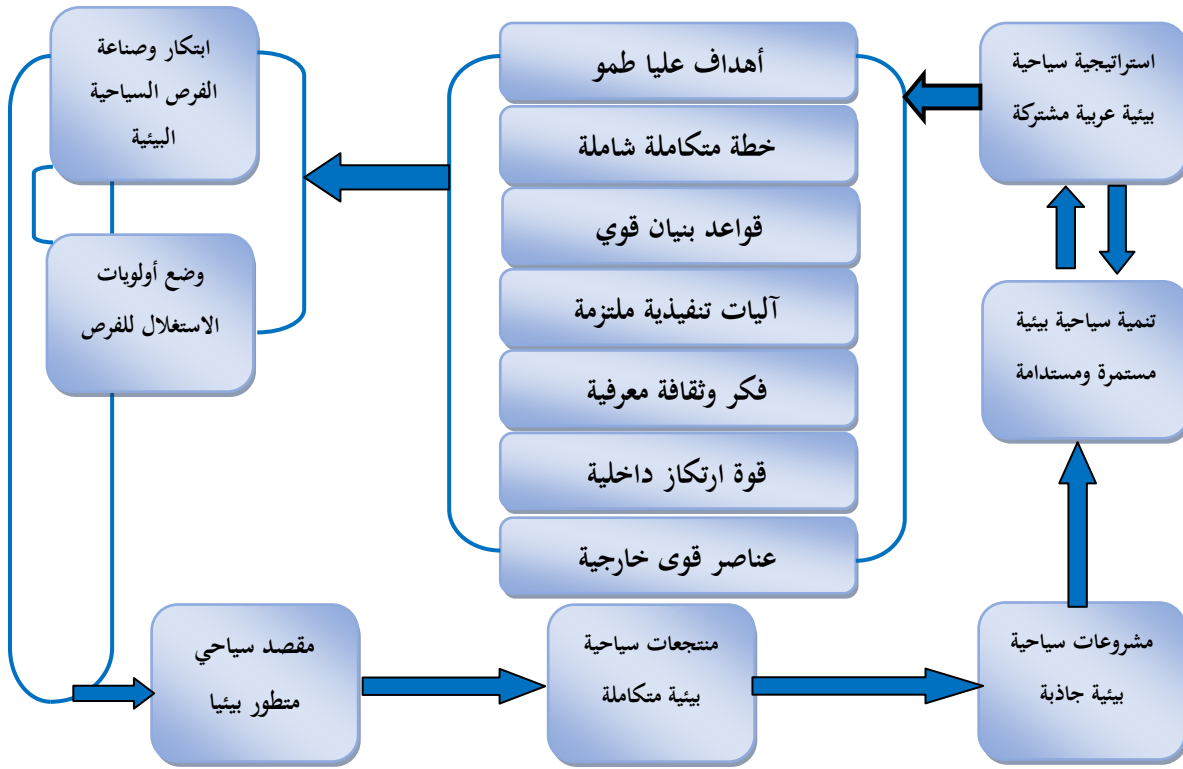 استراتيجية سياحية
بيئية عربية مشتركة
أهداف عليا طمو
خطة متكاملة شاملة
قواعد بنيان قوي
آليات تنفيذية ملتزمة
فكر وثقافة معرفية
قوة ارتكاز داخلية
عناصر قوى خارجية
ابتكار وصناعة
الفرص السياحية
البيئية
وضع أولويات
الاستغلال للفرص
مقصد سياحي
متطور بيئيا
منتجعات سياحية
بيئية متكاملة
مشروعات سياحية
بيئية جاذبة
تنمية سياحية بيئية
مستمرة ومستدامة